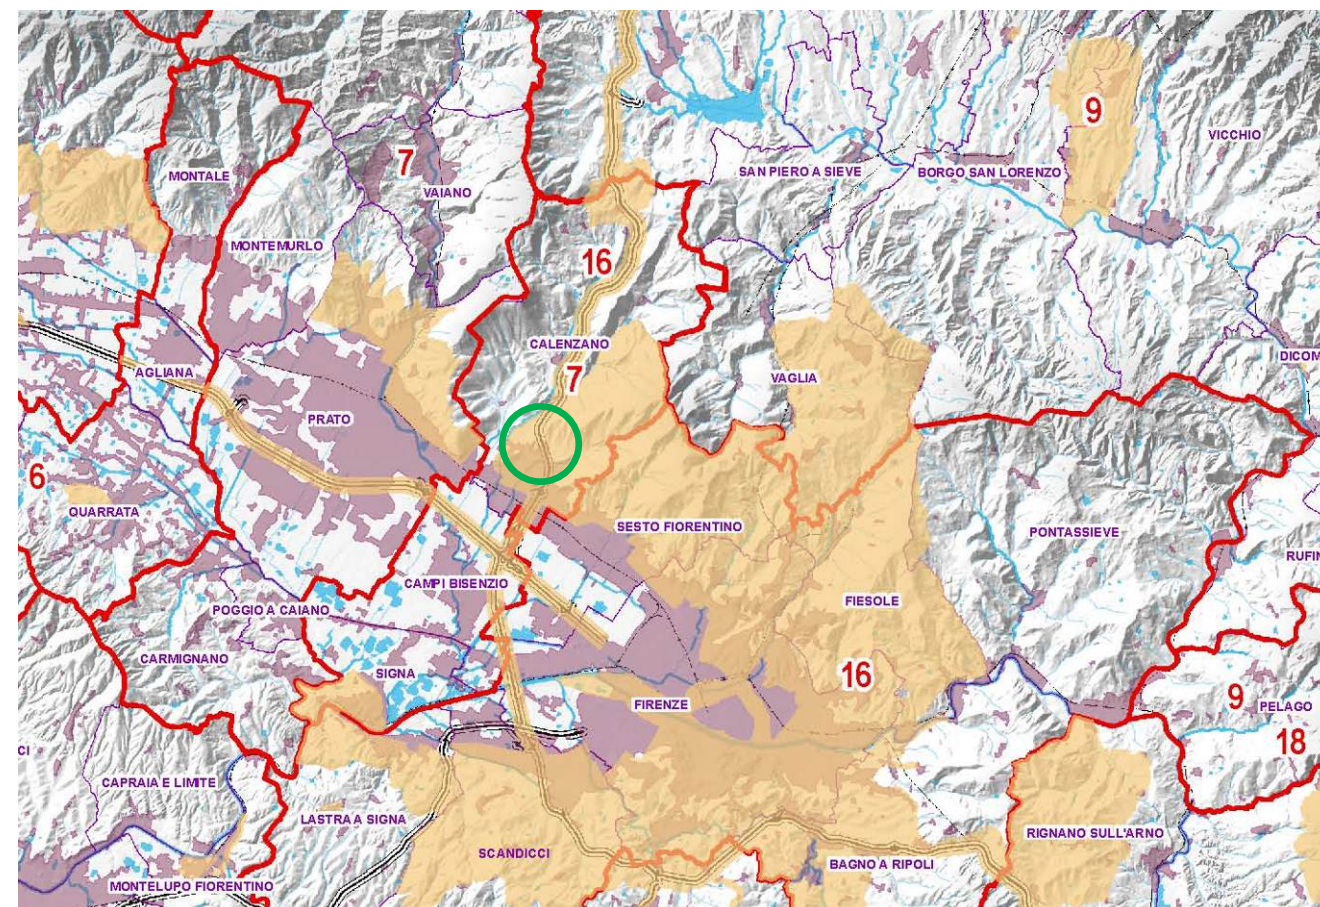 9
VICCHIO
7
MONTALE
SAN PIERO A SIEVE
BORGO SAN LORENZO
VAIANO
MONTEMURLO
16
CALENZANO
DICOM
AGLIANA
7
VAGLIA
PRATO
6
QUARRATA
SESTO FIORENTINO
PONTASSIEVE
RUFIN
CAMPI BISENZIO
FIESOLE
POGGIO A CAIANO
CARMIGNANO
SIGNA
16
FIRENZE
9
PELAGO
18
CI
CAPRAIA E LIMITE
LASTRA A SIGNA
RIGNANO SULL'ARNO
SCANDICCI
BAGNO A RIPOLI
MONTELUPO FIORENTINO